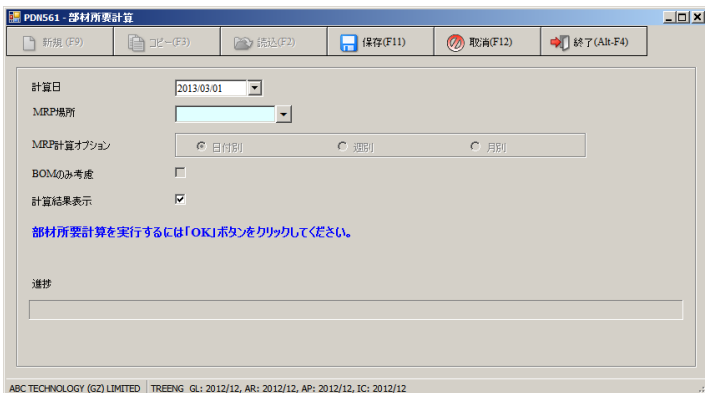 PDN561 - 部材所要計算
新規 (F9) コピー(F3) 読込(F2) 保存(F11) 取消(F12) 終了(Alt-F4)
計算日 2013/03/01
MRP場所
MRP計算オプション 日付別 週別 月別
BOMのみ考慮
計算結果表示
部材所要計算を実行するには「OK」ボタンをクリックしてください。
進捗
ABC TECHNOLOGY (GZ) LIMITED TREENG GL: 2012/12, AR: 2012/12, AP: 2012/12, IC: 2012/12